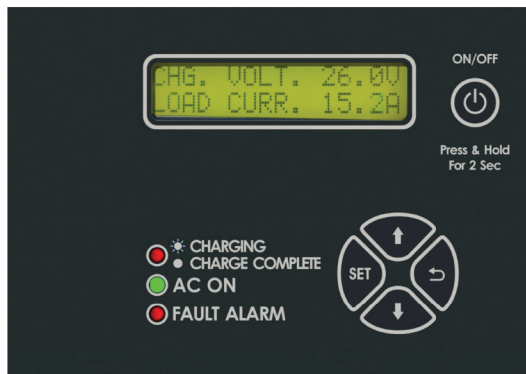 CHG. VOLT. 26.0V
LOAD CURR. 15.2A
ON/OFF
Press & Hold
For 2 Sec
CHARGING
CHARGE COMPLETE
AC ON
FAULT ALARM
SET